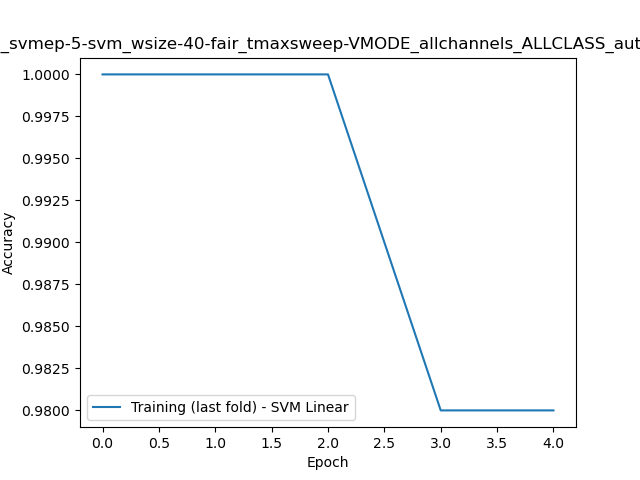 _svmep-5-svm_wsize-40-fair_tmaxsweep-VMODE_allchannels_ALLCLASS_aut
1.0000
0.9975
0.9950
0.9925
0.9900
0.9875
0.9850
0.9825
0.9800
Accuracy
Training (last fold) - SVM Linear
0.0 0.5 1.0 1.5 2.0 2.5 3.0 3.5 4.0
Epoch